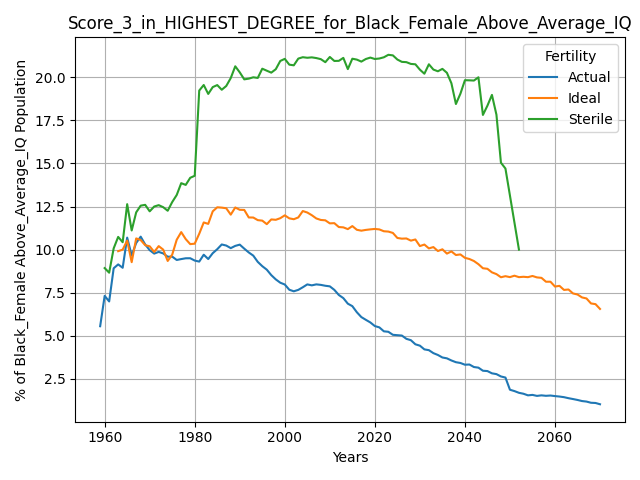 Score_3_in_HIGHEST_DEGREE_for_Black_Female_Above_Average_IQ
% of Black_Female Above_Average_IQ Population
20.0
17.5
15.0
12.5
10.0
7.5
5.0
2.5
Fertility
Actual
Ideal
Sterile
1960
1980
2000
2020
2040
2060
Years